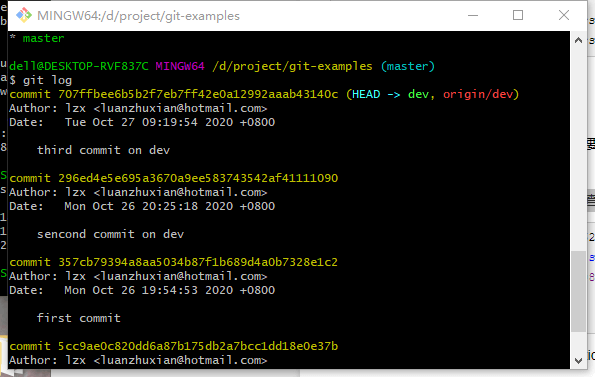 MINGW64:/d/project/git-examples
* master
dell@DESKTOP-RVF837C MINGW64 /d/project/git-examples (master)
$ git log
commit 707ffbee6b5b2f7eb7ff42e0a12992aaab43140c (HEAD -> dev, origin/dev)
Author: lzx <luanzhuxian@hotmail.com>
Date:   Tue Oct 27 09:19:54 2020 +0800
third commit on dev
commit 296ed4e5e695a3670a9ee583743542af41111090
Author: lzx <luanzhuxian@hotmail.com>
Date:   Mon Oct 26 20:25:18 2020 +0800
sencond commit on dev
commit 357cb79394a8aa5034b87f1b689d4a0b7328e1c2
Author: lzx <luanzhuxian@hotmail.com>
Date:   Mon Oct 26 19:54:53 2020 +0800
first commit
commit 5cc9ae0c820dd6a87b175db2a7bcc1dd18e0e37b
Author: lzx <luanzhuxian@hotmail.com>